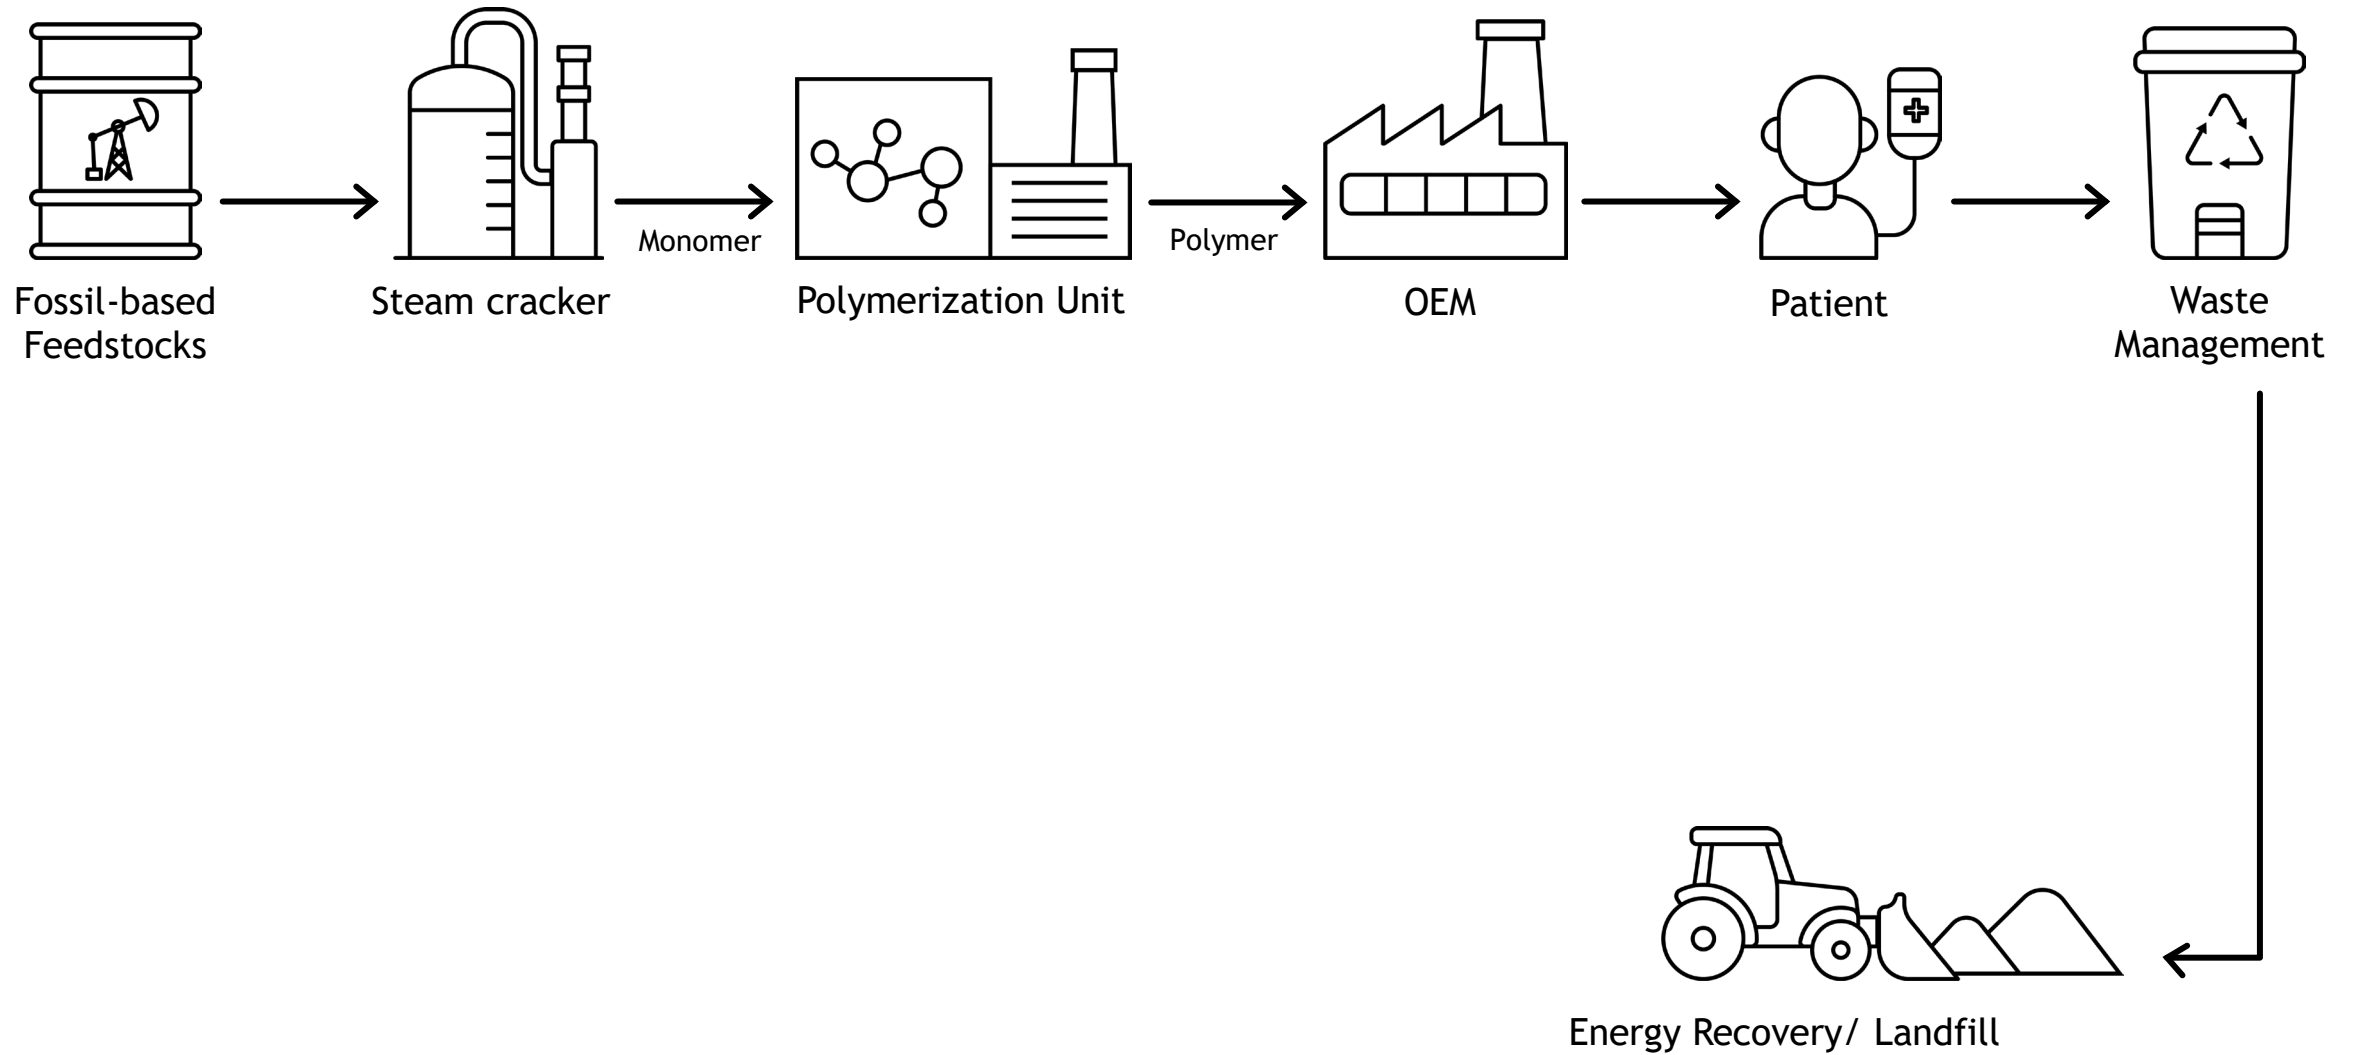 Monomer
Polymer
Fossil-based
Feedstocks
Steam cracker
Polymerization Unit
OEM
Patient
Waste
Management
Energy Recovery/ Landfill